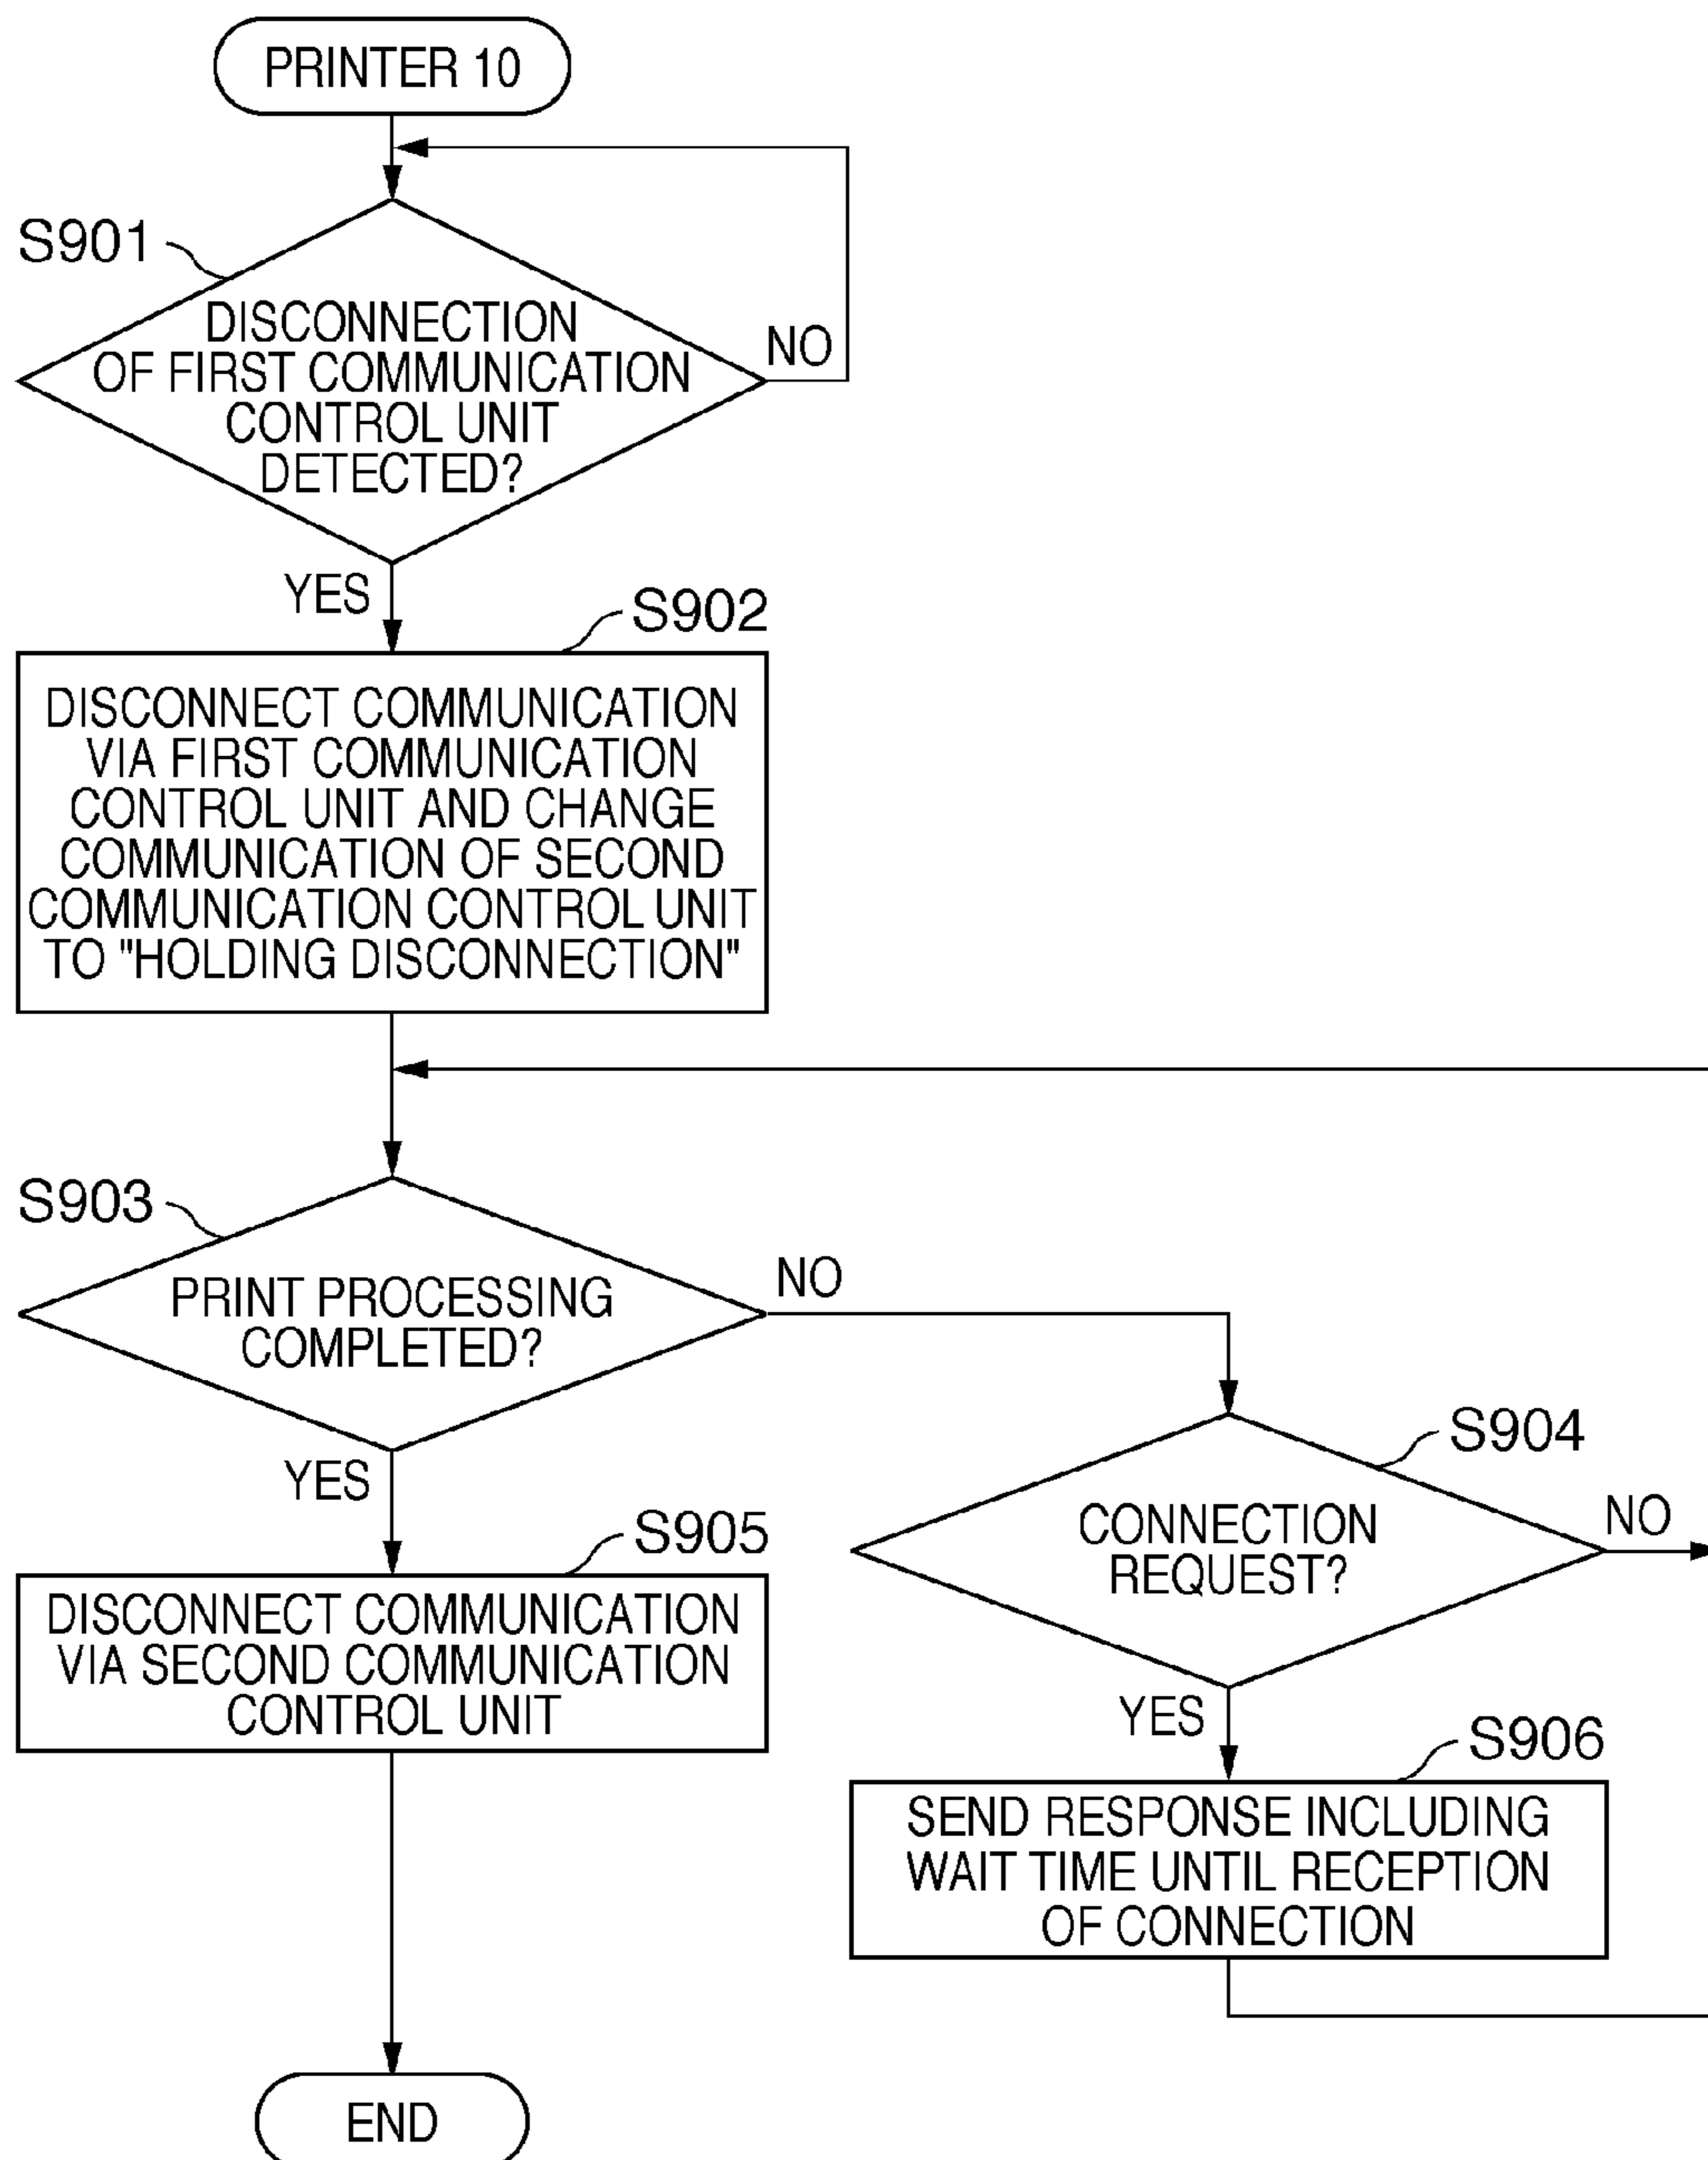 PRINTER 10
S901
DISCONNECTION
OF FIRST COMMUNICATION
CONTROL UNIT
DETECTED?
NO
YES
S902
DISCONNECT COMMUNICATION
VIA FIRST COMMUNICATION
CONTROL UNIT AND CHANGE
COMMUNICATION OF SECOND
COMMUNICATION CONTROL UNIT
TO "HOLDING DISCONNECTION"
S903
PRINT PROCESSING
COMPLETED?
NO
YES
S904
CONNECTION
REQUEST?
NO
YES
S905
DISCONNECT COMMUNICATION
VIA SECOND COMMUNICATION
CONTROL UNIT
S906
SEND RESPONSE INCLUDING
WAIT TIME UNTIL RECEPTION
OF CONNECTION
END